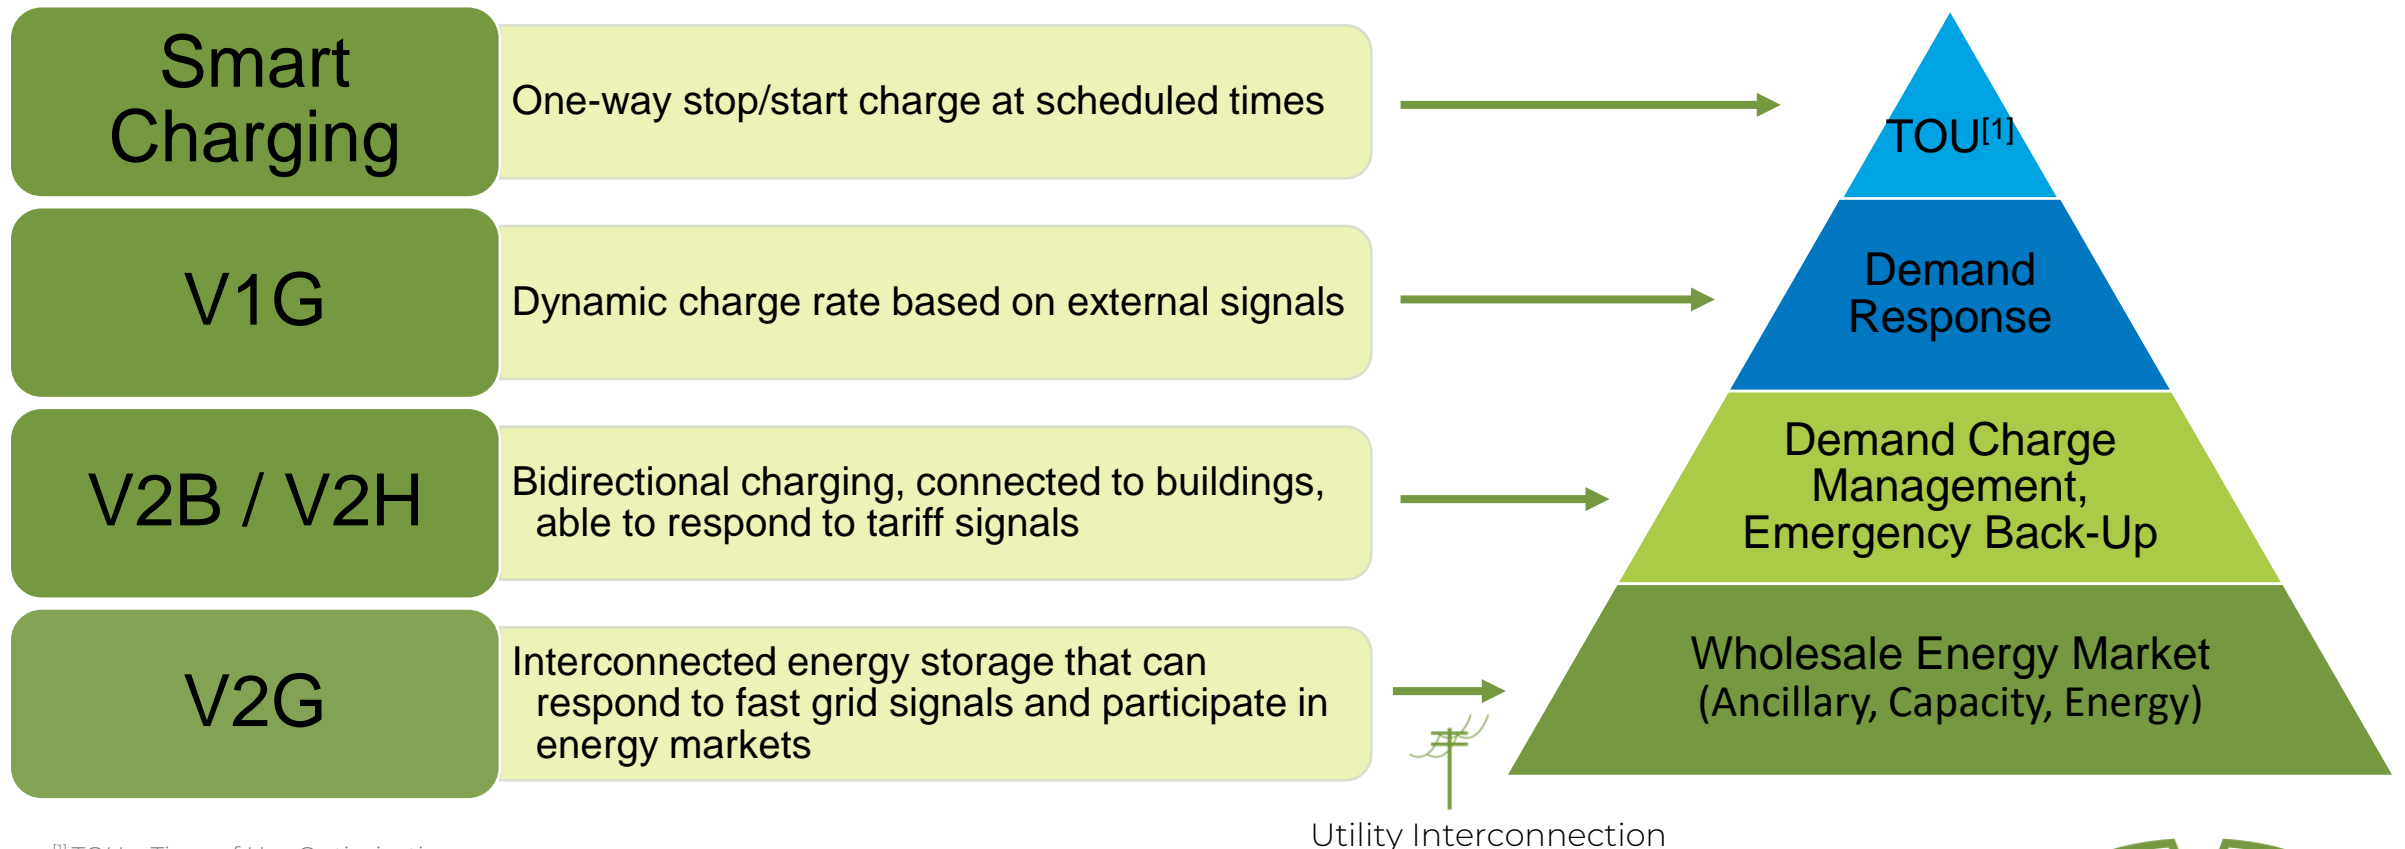 Smart
Charging
One-way stop/start charge at scheduled times
TOU[1]
V1G
Dynamic charge rate based on external signals
Demand
Response
V2B / V2H
Bidirectional charging, connected to buildings,
able to respond to tariff signals
Demand Charge
Management,
Emergency Back-Up
V2G
Interconnected energy storage that can
respond to fast grid signals and participate in
energy markets
Wholesale Energy Market
(Ancillary, Capacity, Energy)
Utility Interconnection